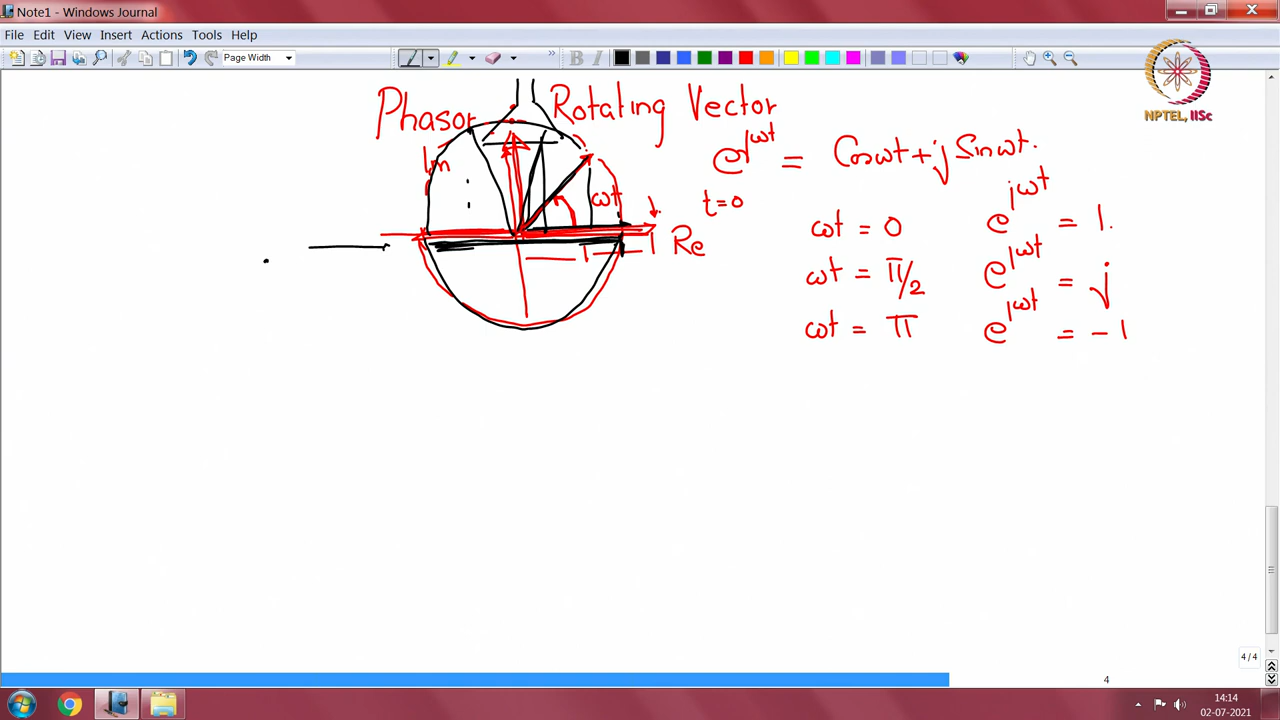 Note1 - Windows Journal
File Edit View Insert Actions Tools Help
Page Width
B I
NPTEL, IISc
Phasor Rotating Vector
e^jωt = Cosωt + j Sinωt.
Im
ωt
t=0
1 Re
ωt = 0 e^jωt = 1.
ωt = π/2 e^jωt = j
ωt = π e^jωt = -1
4 / 4
4
14:14
02-07-2021